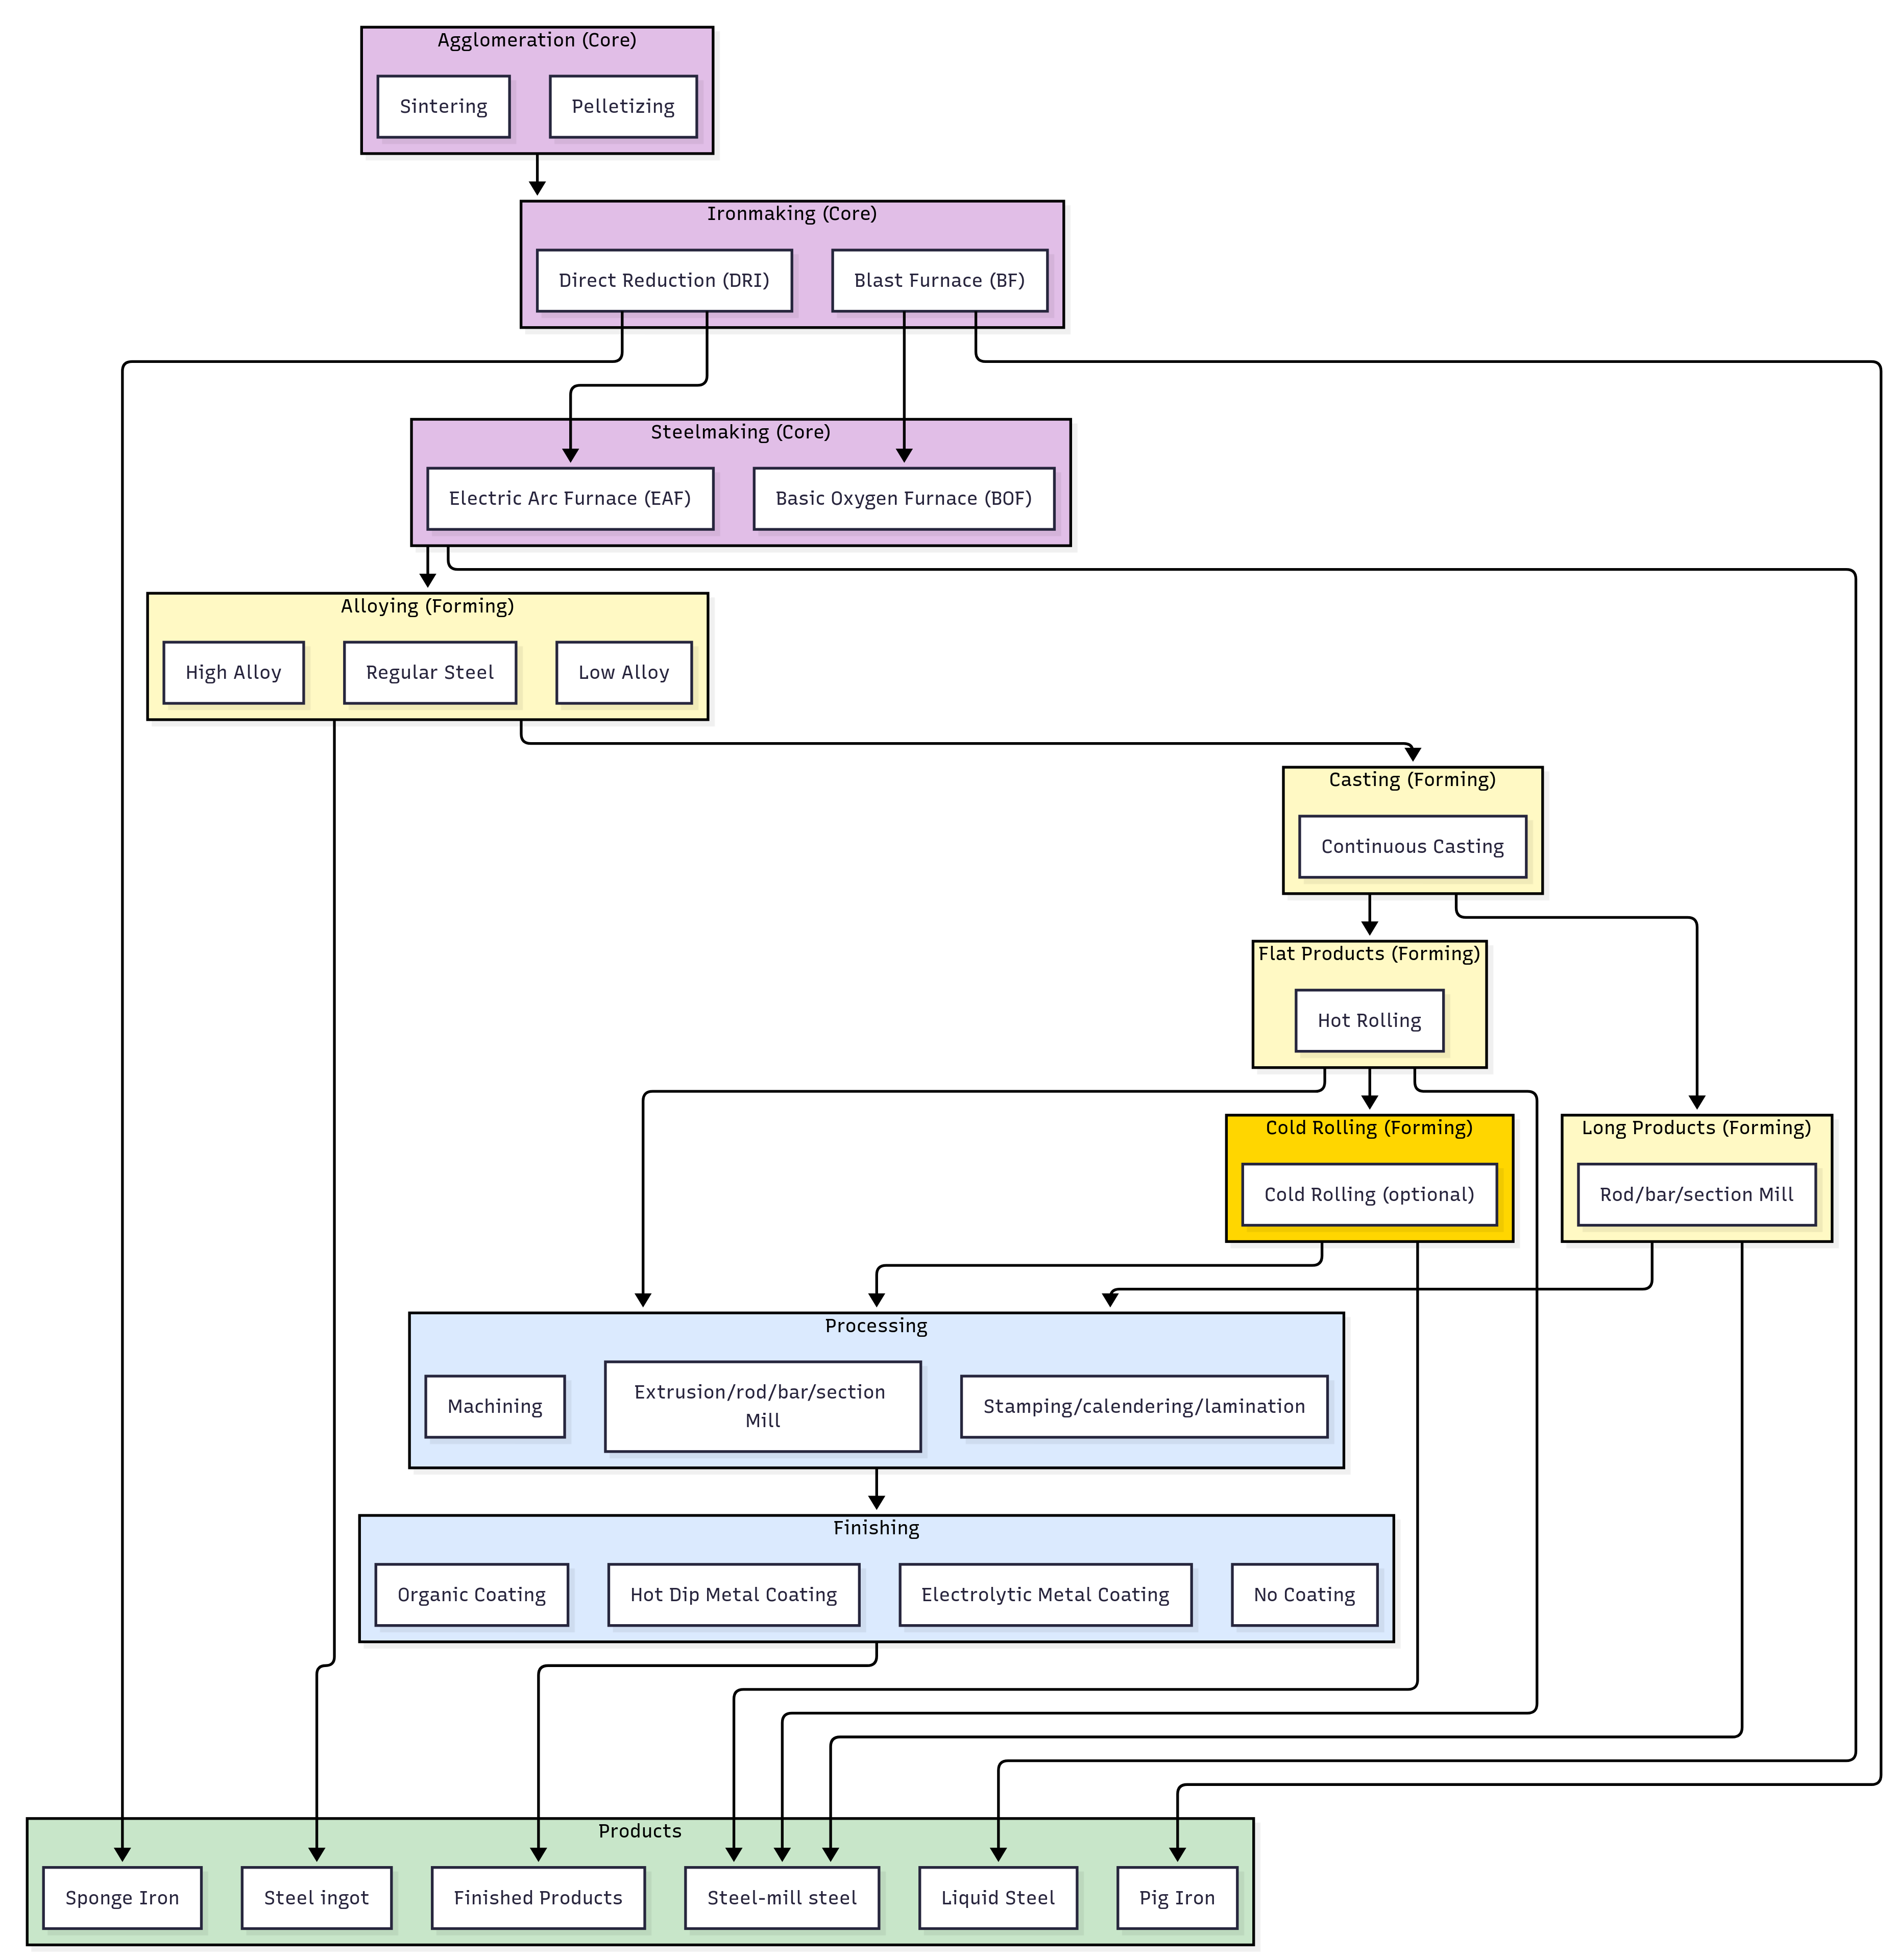 Agglomeration (Core)
Sintering
Pelletizing
Ironmaking (Core)
Direct Reduction (DRI)
Blast Furnace (BF)
Steelmaking (Core)
Electric Arc Furnace (EAF)
Basic Oxygen Furnace (BOF)
Alloying (Forming)
High Alloy
Regular Steel
Low Alloy
Casting (Forming)
Continuous Casting
Flat Products (Forming)
Hot Rolling
Cold Rolling (Forming)
Cold Rolling (optional)
Long Products (Forming)
Rod/bar/section Mill
Processing
Machining
Extrusion/rod/bar/section
Mill
Stamping/calendering/lamination
Finishing
Organic Coating
Hot Dip Metal Coating
Electrolytic Metal Coating
No Coating
Products
Sponge Iron
Steel ingot
Finished Products
Steel-mill steel
Liquid Steel
Pig Iron